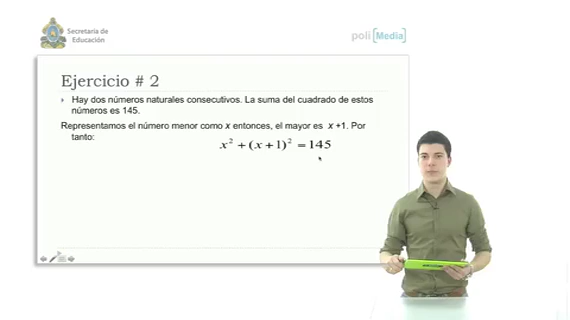 Secretaría de
Educación
poli [Media]
Ejercicio # 2
Hay dos números naturales consecutivos. La suma del cuadrado de estos
números es 145.
Representamos el número menor como x entonces, el mayor es x +1. Por
tanto:
x² + (x + 1)² = 145